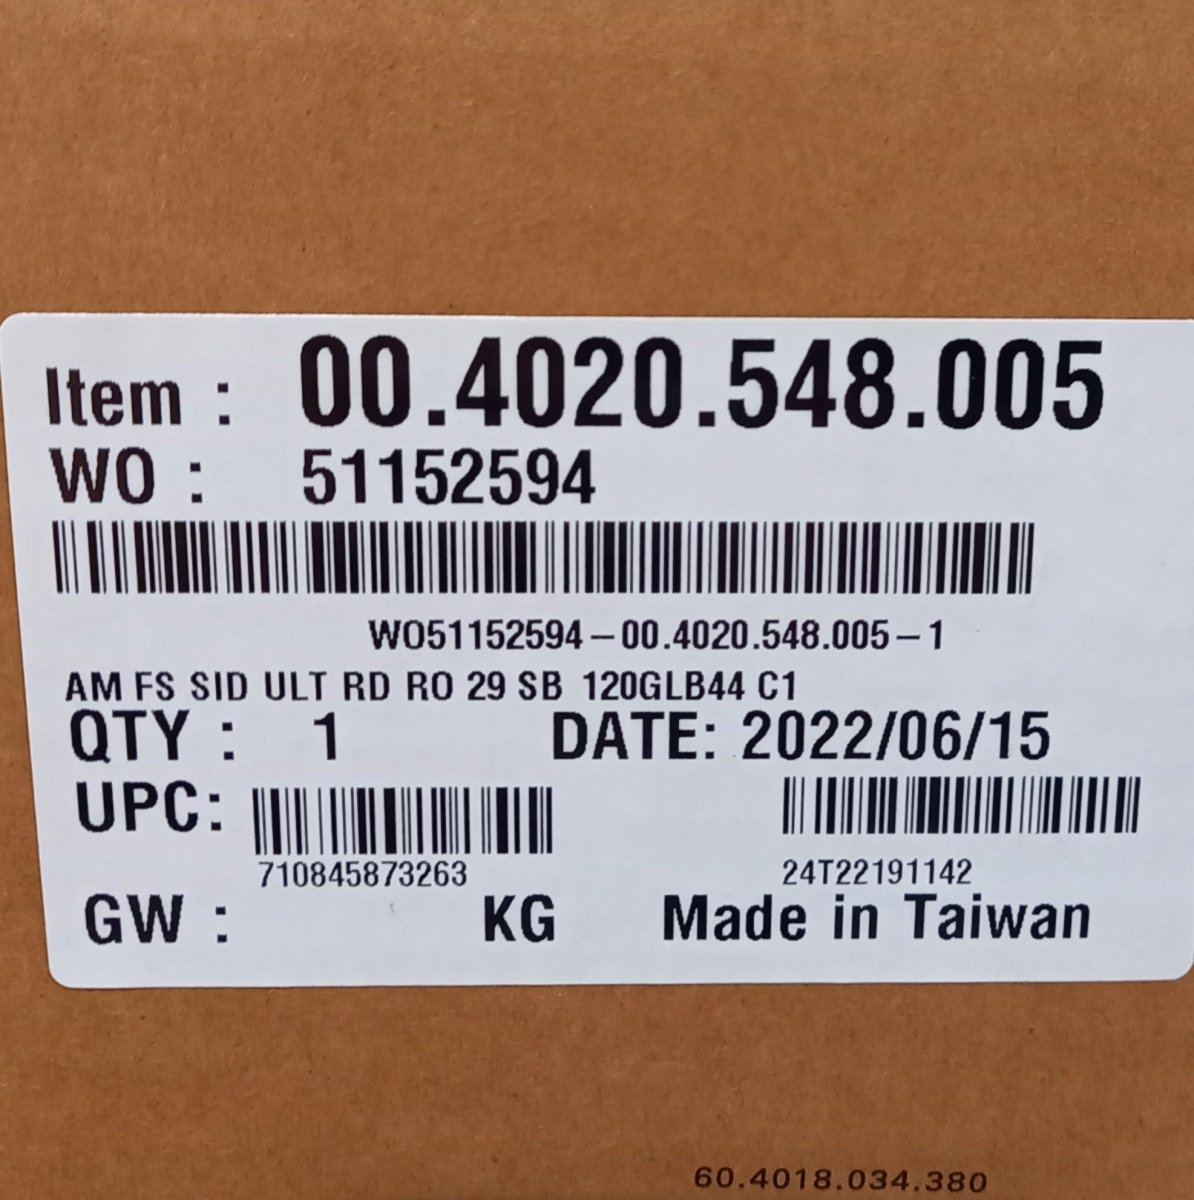 Item : 00.4020.548.005
WO : 51152594
WO51152594-00.4020.548.005-1
AM FS SID ULT RD RO 29 SB 120GLB44 C1
QTY : 1 DATE: 2022/06/15
UPC:
710845873263 24T22191142
GW : KG Made in Taiwan
60.4018.034.380